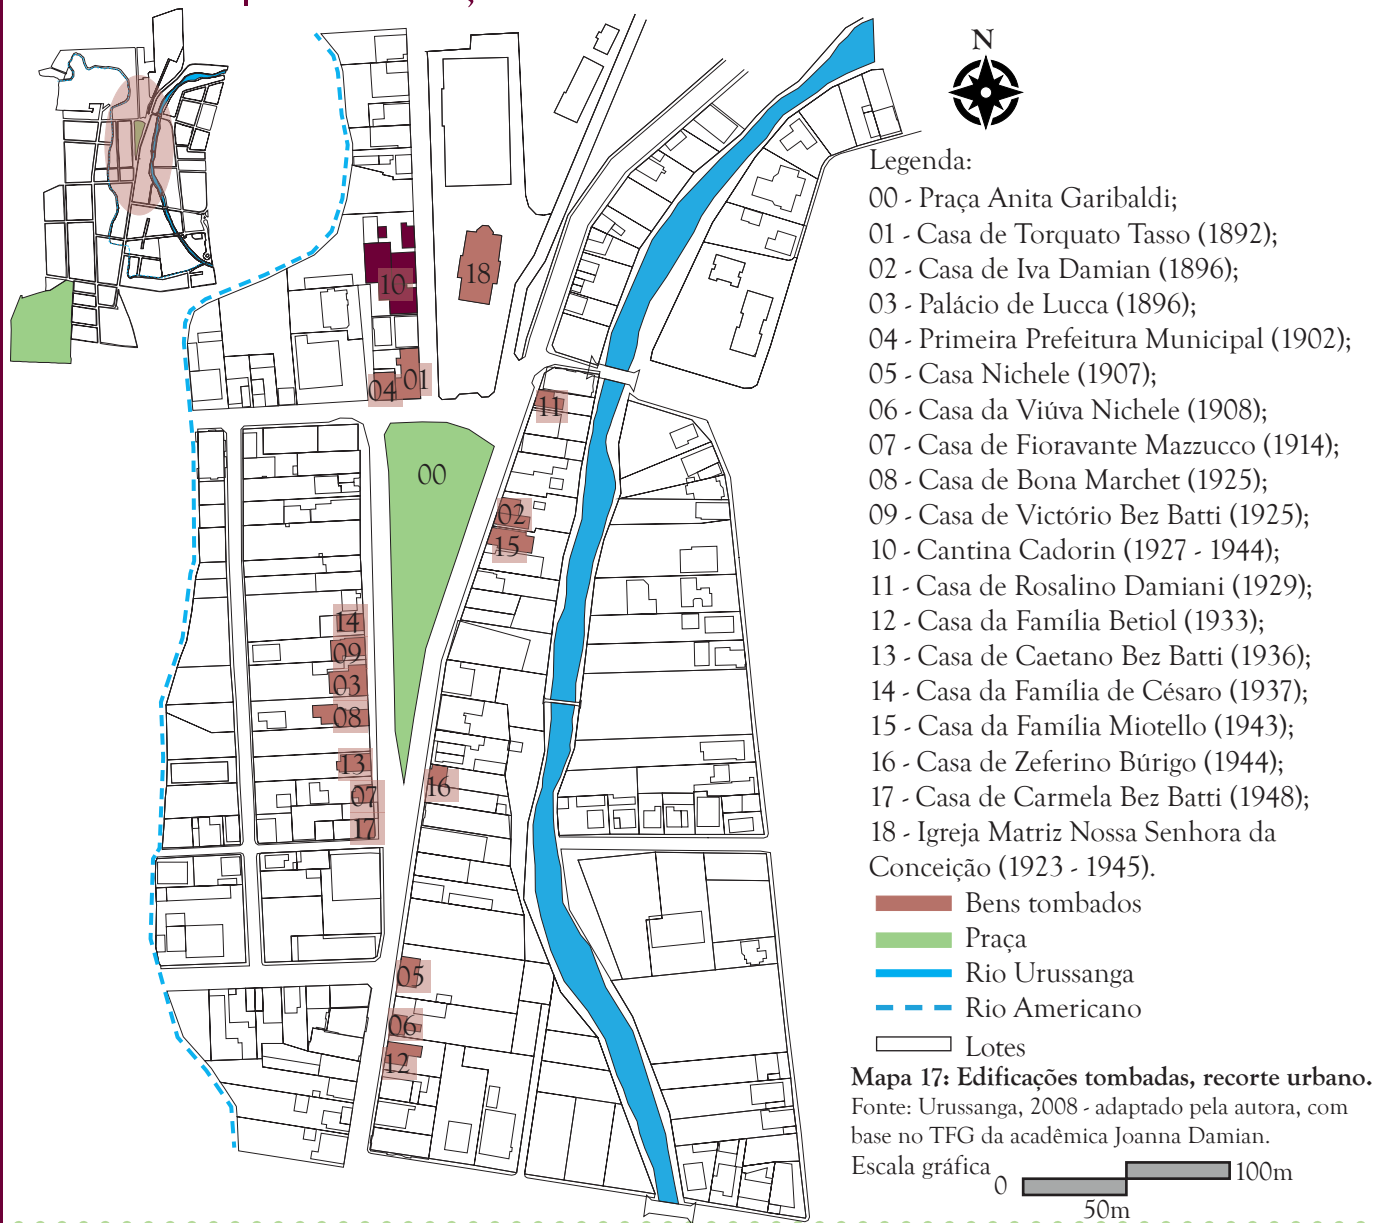 N
Legenda:
00 - Praça Anita Garibaldi;
01 - Casa de Torquato Tasso (1892);
02 - Casa de Iva Damian (1896);
03 - Palácio de Lucca (1896);
04 - Primeira Prefeitura Municipal (1902);
05 - Casa Nichele (1907);
06 - Casa da Viúva Nichele (1908);
07 - Casa de Fioravante Mazzucco (1914);
08 - Casa de Bona Marchet (1925);
09 - Casa de Victório Bez Batti (1925);
10 - Cantina Cadorin (1927 - 1944);
11 - Casa de Rosalino Damiani (1929);
12 - Casa da Família Betiol (1933);
13 - Casa de Caetano Bez Batti (1936);
14 - Casa da Família de Césaro (1937);
15 - Casa da Família Miotello (1943);
16 - Casa de Zeferino Búrigo (1944);
17 - Casa de Carmela Bez Batti (1948);
18 - Igreja Matriz Nossa Senhora da
Conceição (1923 - 1945).
Bens tombados
Praça
Rio Urussanga
Rio Americano
Lotes
Mapa 17: Edificações tombadas, recorte urbano.
Fonte: Urussanga, 2008 - adaptado pela autora, com
base no TFG da acadêmica Joanna Damian.
Escala gráfica
0
50m
100m
18
10
01
04
11
00
02
15
14
09
03
08
13
16
07
17
05
06
12